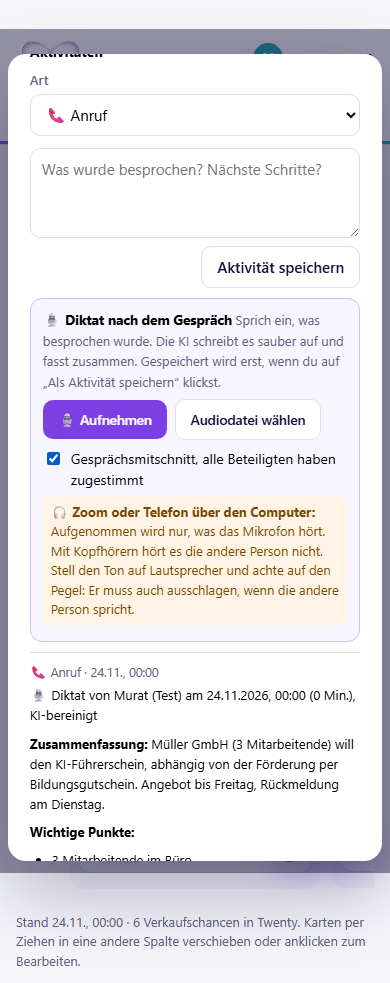 Aktivitäten
Art
Anruf
Was wurde besprochen? Nächste Schritte?
Aktivität speichern
Diktat nach dem Gespräch Sprich ein, was
besprochen wurde. Die KI schreibt es sauber auf und
fasst zusammen. Gespeichert wird erst, wenn du auf
„Als Aktivität speichern“ klickst.
Aufnehmen
Audiodatei wählen
Gesprächsmitschnitt, alle Beteiligten haben
zugestimmt
Zoom oder Telefon über den Computer:
Aufgenommen wird nur, was das Mikrofon hört.
Mit Kopfhörern hört es die andere Person nicht.
Stell den Ton auf Lautsprecher und achte auf den
Pegel: Er muss auch ausschlagen, wenn die andere
Person spricht.
Anruf · 24.11., 00:00
Diktat von Murat (Test) am 24.11.2026, 00:00 (0 Min.),
KI-bereinigt
Zusammenfassung: Müller GmbH (3 Mitarbeitende) will
den KI-Führerschein, abhängig von der Förderung per
Bildungsgutschein. Angebot bis Freitag, Rückmeldung
am Dienstag.
Wichtige Punkte:
• 3 Mitarbeitende im Büro
Stand 24.11., 00:00 · 6 Verkaufschancen in Twenty. Karten per
Ziehen in eine andere Spalte verschieben oder anklicken zum
Bearbeiten.